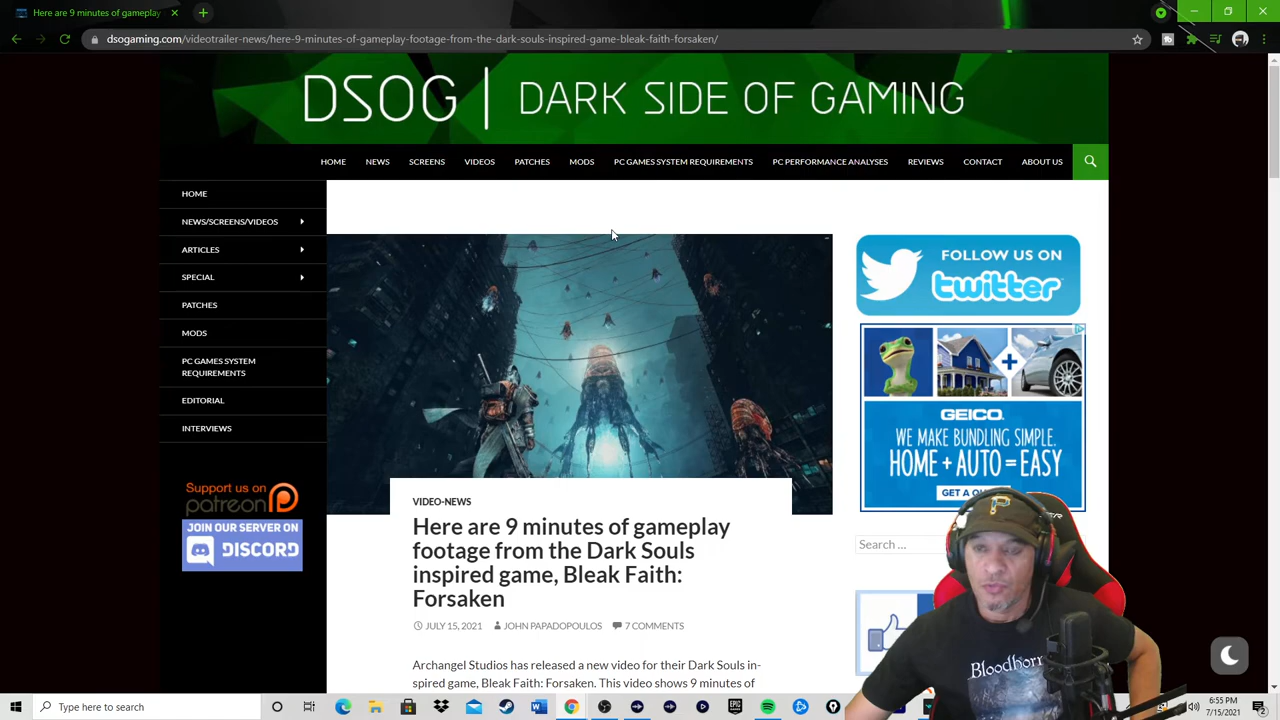 Here are 9 minutes of gameplay
dsogaming.com/videotrailer-news/here-9-minutes-of-gameplay-footage-from-the-dark-souls-inspired-game-bleak-faith-forsaken/
DSOG | DARK SIDE OF GAMING
HOME NEWS SCREENS VIDEOS PATCHES MODS PC GAMES SYSTEM REQUIREMENTS PC PERFORMANCE ANALYSES REVIEWS CONTACT ABOUT US
HOME
NEWS/SCREENS/VIDEOS
ARTICLES
SPECIAL
PATCHES
MODS
PC GAMES SYSTEM
REQUIREMENTS
EDITORIAL
INTERVIEWS
Support us on
patreon
JOIN OUR SERVER ON
DISCORD
VIDEO-NEWS
Here are 9 minutes of gameplay
footage from the Dark Souls
inspired game, Bleak Faith:
Forsaken
JULY 15, 2021 JOHN PAPADOPOULOS 7 COMMENTS
Archangel Studios has released a new video for their Dark Souls in-
spired game, Bleak Faith: Forsaken. This video shows 9 minutes of
FOLLOW US ON
twitter
GEICO
WE MAKE BUNDLING SIMPLE.
HOME + AUTO = EASY
GET A
Search ...
P
Bloodborn
Type here to search
W
EPIC
GAMES
6:55 PM
7/15/2021